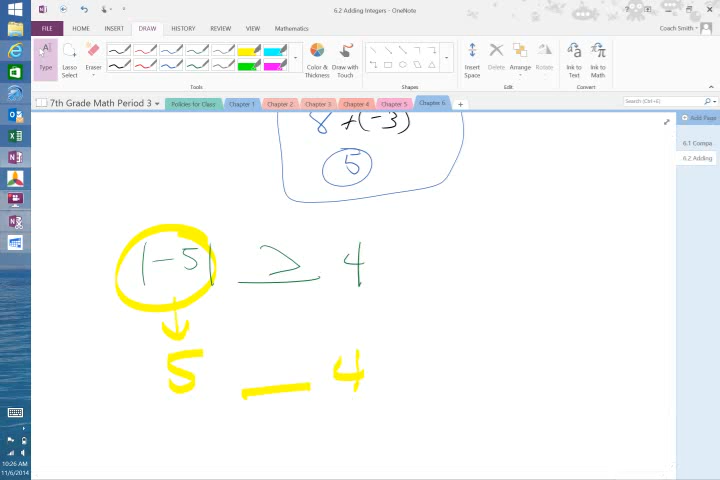 6.2 Adding Integers - OneNote
Coach Smith
FILE HOME INSERT DRAW HISTORY REVIEW VIEW Mathematics
Type
Lasso Select
Eraser
Color & Thickness
Draw with Touch
Insert Space
Arrange
Rotate
Ink to Text
Ink to Math
Tools Shapes Edit Convert
7th Grade Math Period 3
Policies for Class Chapter 1 Chapter 2 Chapter 3 Chapter 4 Chapter 5 Chapter 6
Search (Ctrl+E)
Add Page
6.1 Compa
6.2 Adding
8 +(-3)
5
|-5| > 4
5 __ 4
10:26 AM
11/6/2014